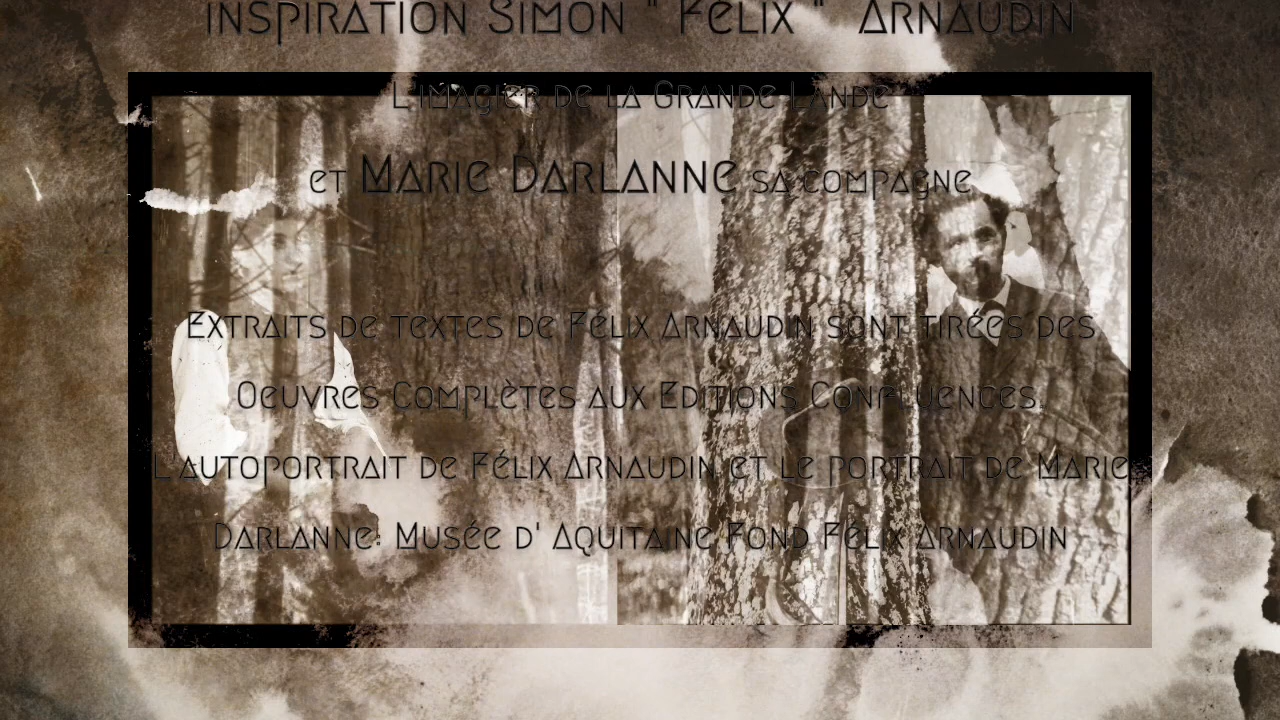 Inspiration Simon " Félix " Arnaudin
L'imagier de la Grande Lande
et Marie Darlanne sa compagne
Extraits de textes de Félix Arnaudin sont tirées des
Oeuvres Complètes aux Editions Confluences.
L'autoportrait de Félix Arnaudin et le portrait de Marie
Darlanne: Musée d' Aquitaine Fond Félix Arnaudin